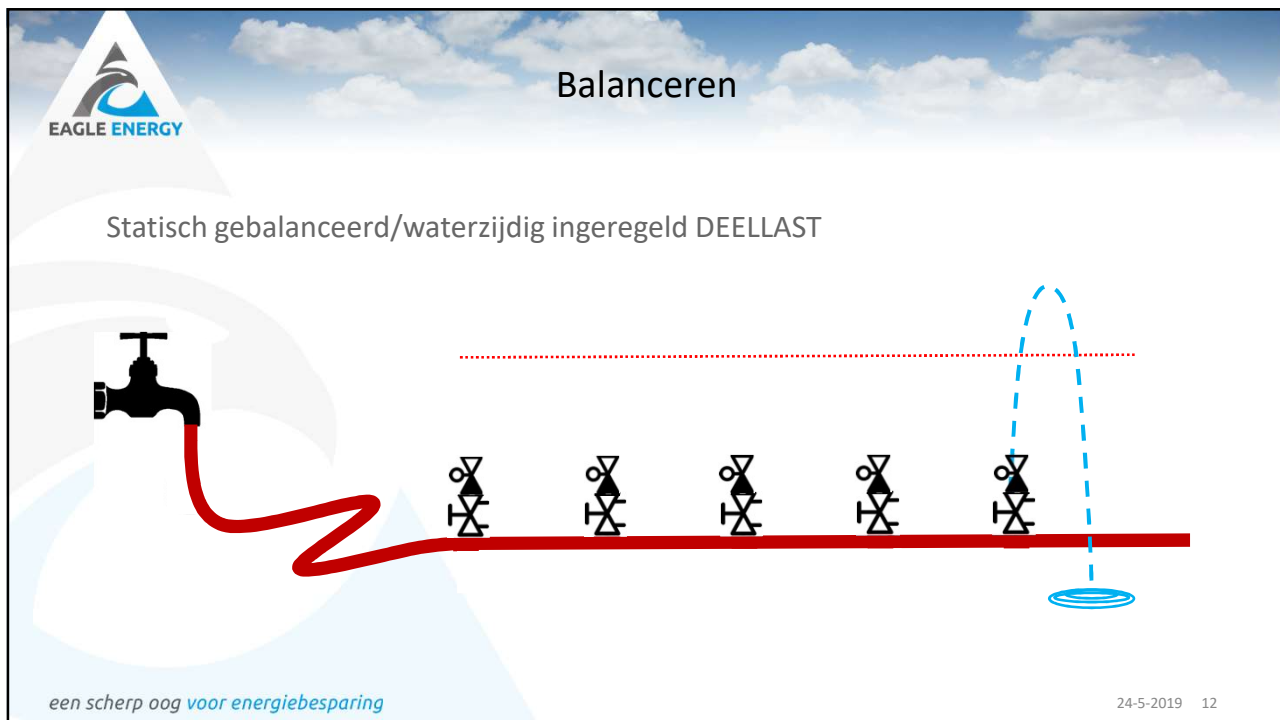 EAGLE ENERGY
Balanceren
Statisch gebalanceerd/waterzijdig ingeregeld DEELLAST
een scherp oog voor energiebesparing
24-5-2019 12